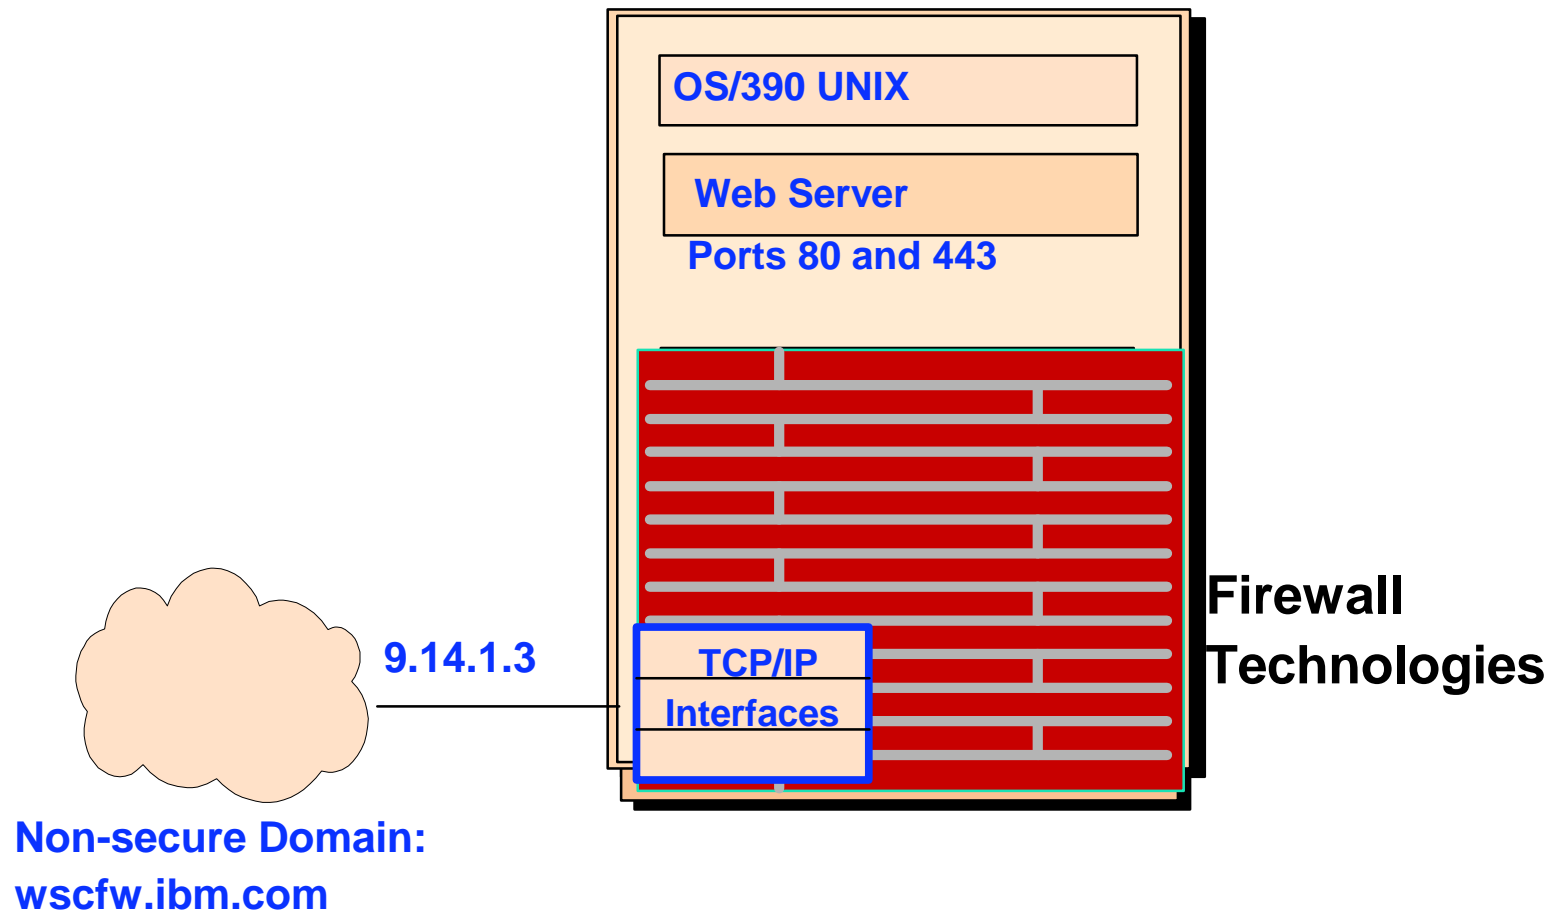 OS/390 UNIX
Web Server
Ports 80 and 443
Firewall
Technologies
9.14.1.3
TCP/IP
Interfaces
Non-secure Domain:
wscfw.ibm.com